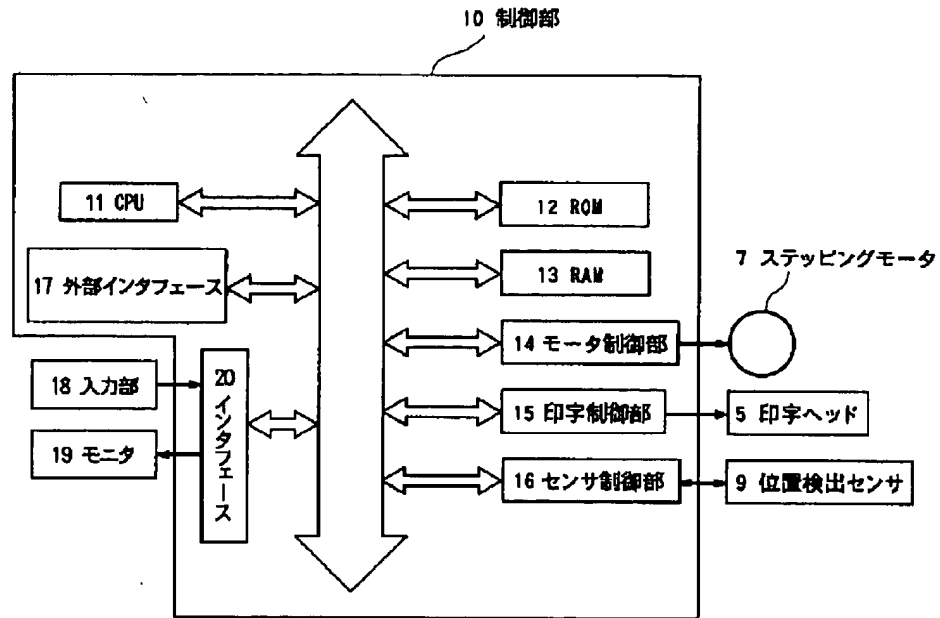 10 制御部
11 CPU
12 ROM
17 外部インタフェース
13 RAM
7 ステッピングモータ
14 モータ制御部
18 入力部
20 インタフェース
15 印字制御部
5 印字ヘッド
19 モニタ
16 センサ制御部
9 位置検出センサ